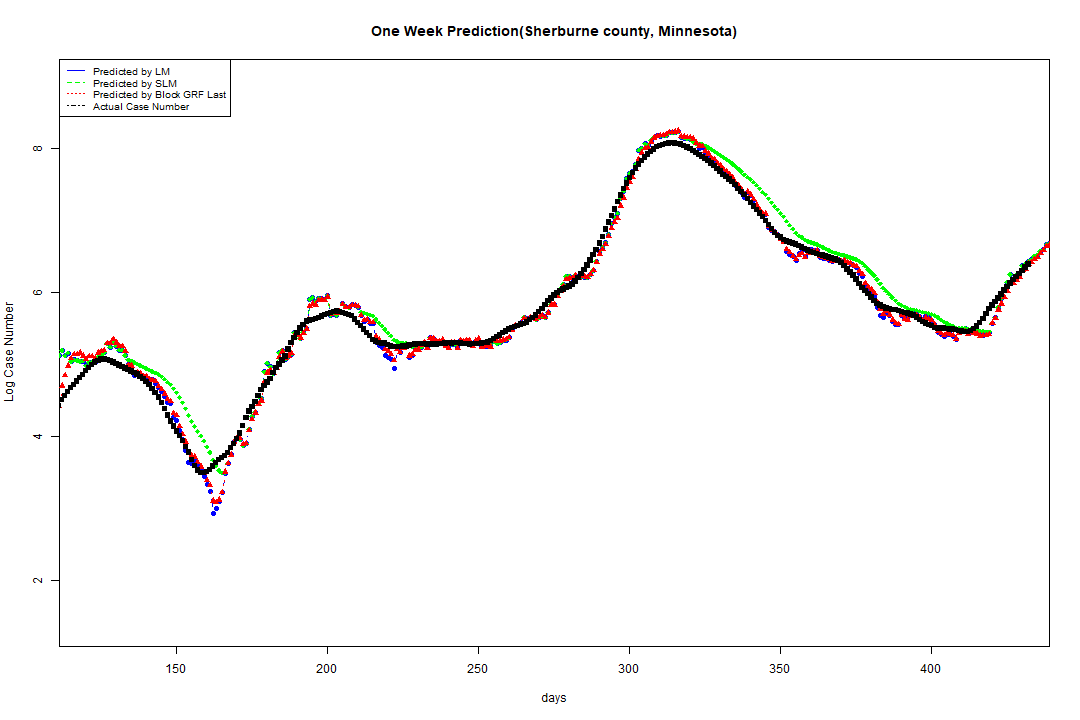 One Week Prediction(Sherburne county, Minnesota)
Predicted by LM
Predicted by SLM
Predicted by Block GRF Last
Actual Case Number
8
6
4
2
Log Case Number
150 200 250 300 350 400
days